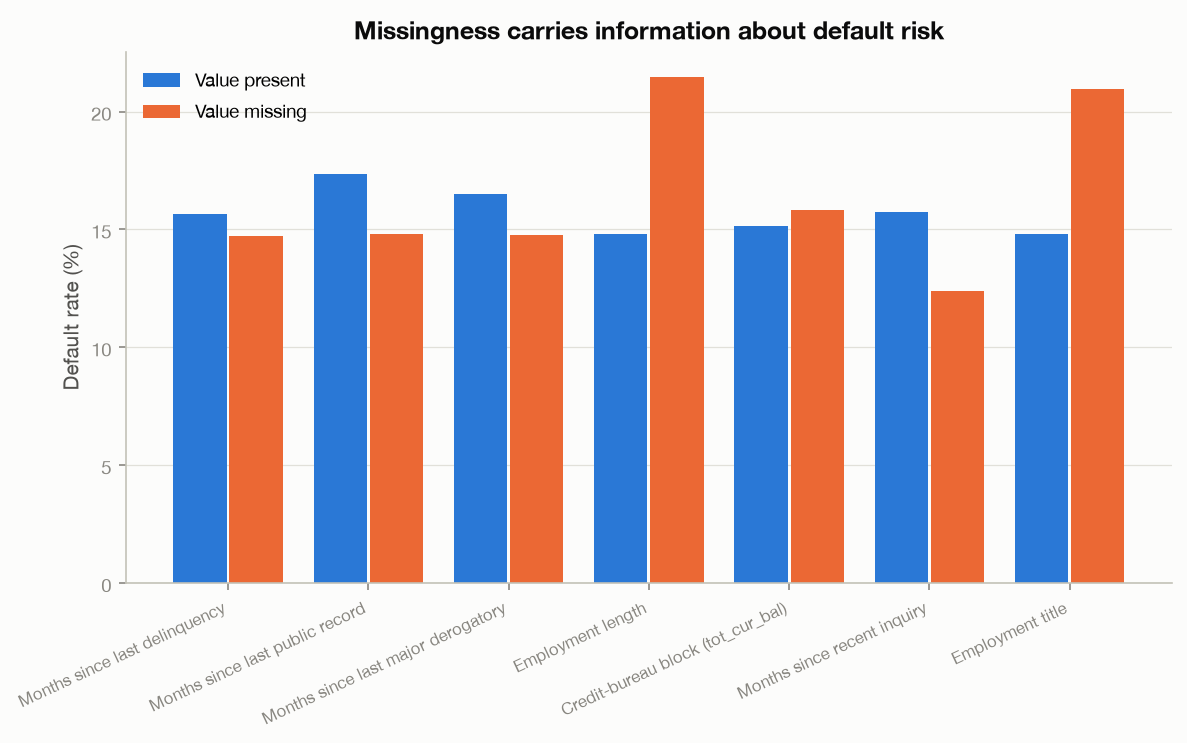 Missingness carries information about default risk
Value present
Value missing
Default rate (%)
20
15
10
5
0
Months since last delinquency
Months since last public record
Months since last major derogatory
Employment length
Credit-bureau block (tot_cur_bal)
Months since recent inquiry
Employment title